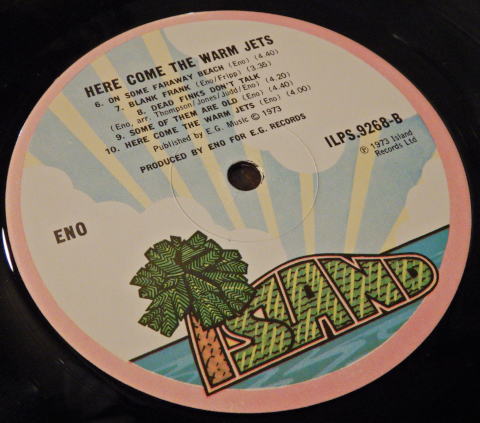 HERE COME THE WARM JETS
6. ON SOME FARAWAY BEACH (Eno) (4.40)
7. BLANK FRANK (Eno/Fripp) (3.35)
8. DEAD FINKS DON'T TALK
(Eno, arr. Thompson/Jones/Judd/Eno) (4.20)
9. SOME OF THEM ARE OLD (Eno) (4.40)
10. HERE COME THE WARM JETS (Eno) (4.00)
Published by E.G. Music © 1973
PRODUCED BY ENO FOR E.G. RECORDS
ILPS.9268-B
℗ 1973 Island
Records Ltd
ENO
ISLAND